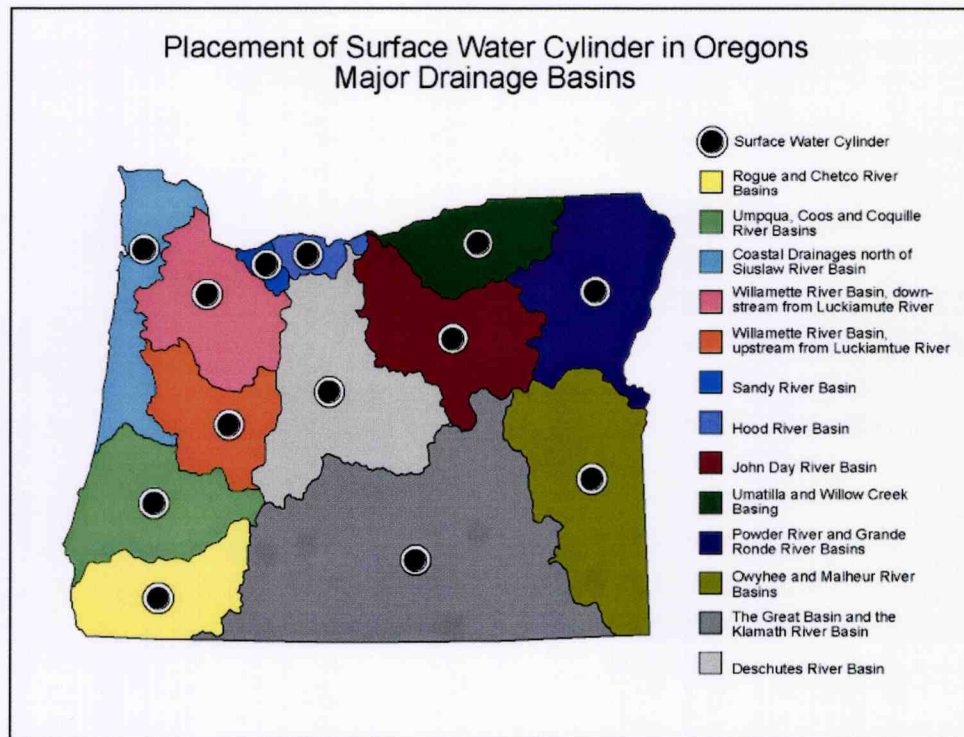 Placement of Surface Water Cylinder in Oregons
Major Drainage Basins
Surface Water Cylinder
Rogue and Chetco River
Basins
Umpqua, Coos and Coquille
River Basins
Coastal Drainages north of
Siuslaw River Basin
Willamette River Basin, down-
stream from Luckiamute River
Willamette River Basin,
upstream from Luckiamtue River
Sandy River Basin
Hood River Basin
John Day River Basin
Umatilla and Willow Creek
Basing
Powder River and Grande
Ronde River Basins
Owyhee and Malheur River
Basins
The Great Basin and the
Klamath River Basin
Deschutes River Basin